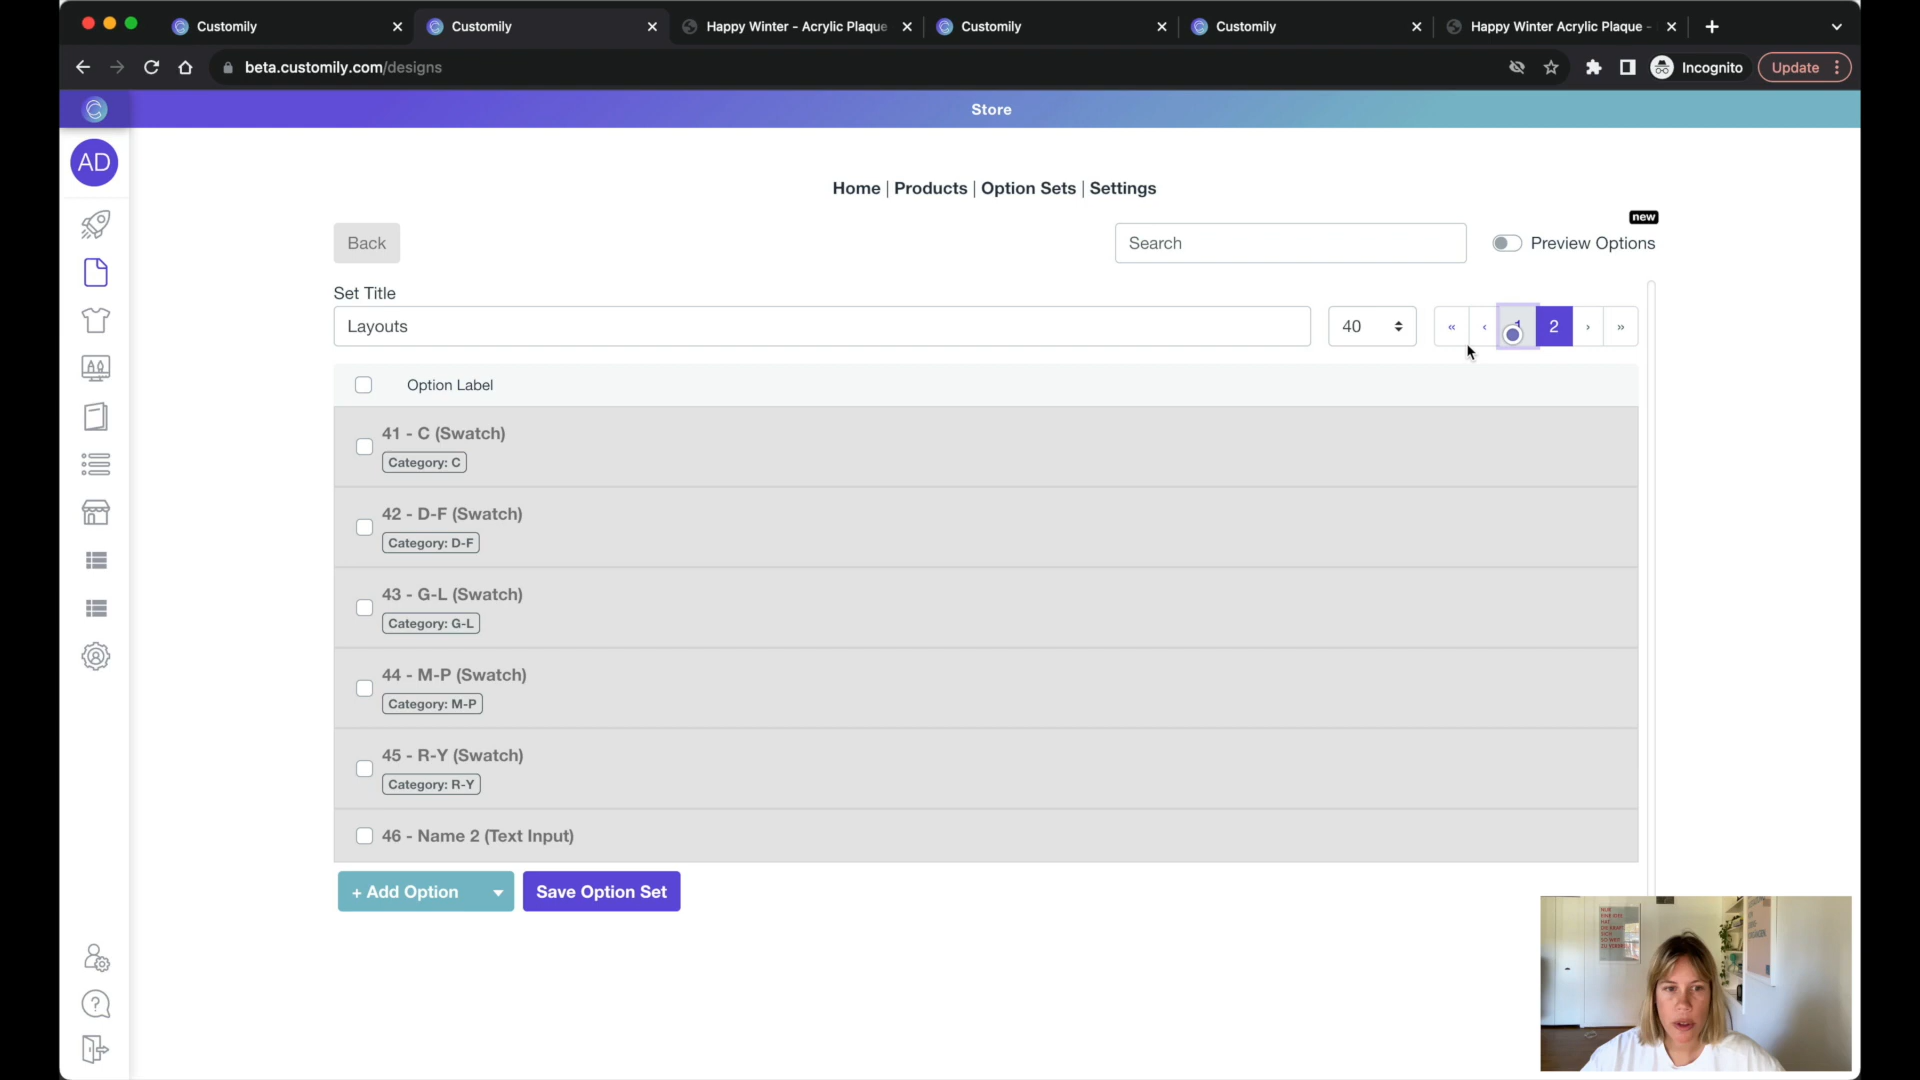 Customily
Customily
Happy Winter - Acrylic Plaque
Customily
Customily
Happy Winter Acrylic Plaque -
beta.customily.com/designs
Incognito
Update
Store
AD
Home | Products | Option Sets | Settings
new
Back
Search
Preview Options
Set Title
Layouts
40
« ‹ 1 2 › »
Option Label
41 - C (Swatch)
Category: C
42 - D-F (Swatch)
Category: D-F
43 - G-L (Swatch)
Category: G-L
44 - M-P (Swatch)
Category: M-P
45 - R-Y (Swatch)
Category: R-Y
46 - Name 2 (Text Input)
+ Add Option
Save Option Set